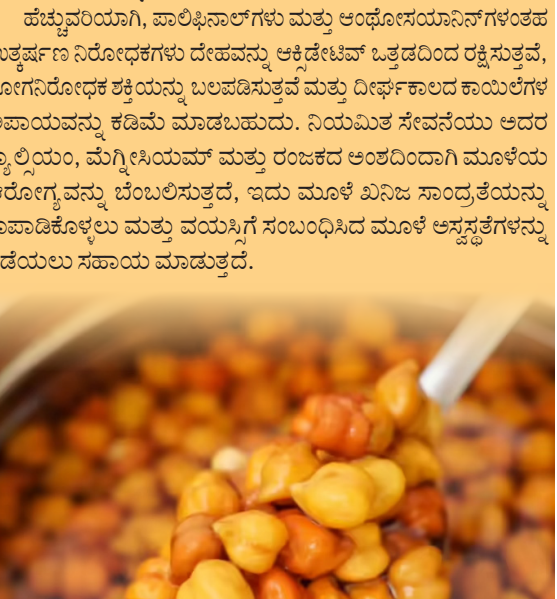 ಹೆಚ್ಚುವರಿಯಾಗಿ, ಪಾಲಿಫಿನಾಲ್‌ಗಳು ಮತ್ತು ಆಂಥೋಸಯಾನಿನ್‌ಗಳಂತಹ
ಉತ್ಕರ್ಷಣ ನಿರೋಧಕಗಳು ದೇಹವನ್ನು ಆಕ್ಸಿಡೇಟಿವ್ ಒತ್ತಡದಿಂದ ರಕ್ಷಿಸುತ್ತವೆ,
ರೋಗನಿರೋಧಕ ಶಕ್ತಿಯನ್ನು ಬಲಪಡಿಸುತ್ತವೆ ಮತ್ತು ದೀರ್ಘಕಾಲದ ಕಾಯಿಲೆಗಳ
ಅಪಾಯವನ್ನು ಕಡಿಮೆ ಮಾಡಬಹುದು. ನಿಯಮಿತ ಸೇವನೆಯು ಅದರ
ಕ್ಯಾಲ್ಸಿಯಂ, ಮೆಗ್ನೀಸಿಯಮ್ ಮತ್ತು ರಂಜಕದ ಅಂಶದಿಂದಾಗಿ ಮೂಳೆಯ
ಆರೋಗ್ಯವನ್ನು ಬೆಂಬಲಿಸುತ್ತದೆ, ಇದು ಮೂಳೆ ಖನಿಜ ಸಾಂದ್ರತೆಯನ್ನು
ಕಾಪಾಡಿಕೊಳ್ಳಲು ಮತ್ತು ವಯಸ್ಸಿಗೆ ಸಂಬಂಧಿಸಿದ ಮೂಳೆ ಅಸ್ವಸ್ಥತೆಗಳನ್ನು
ತಡೆಯಲು ಸಹಾಯ ಮಾಡುತ್ತದೆ.